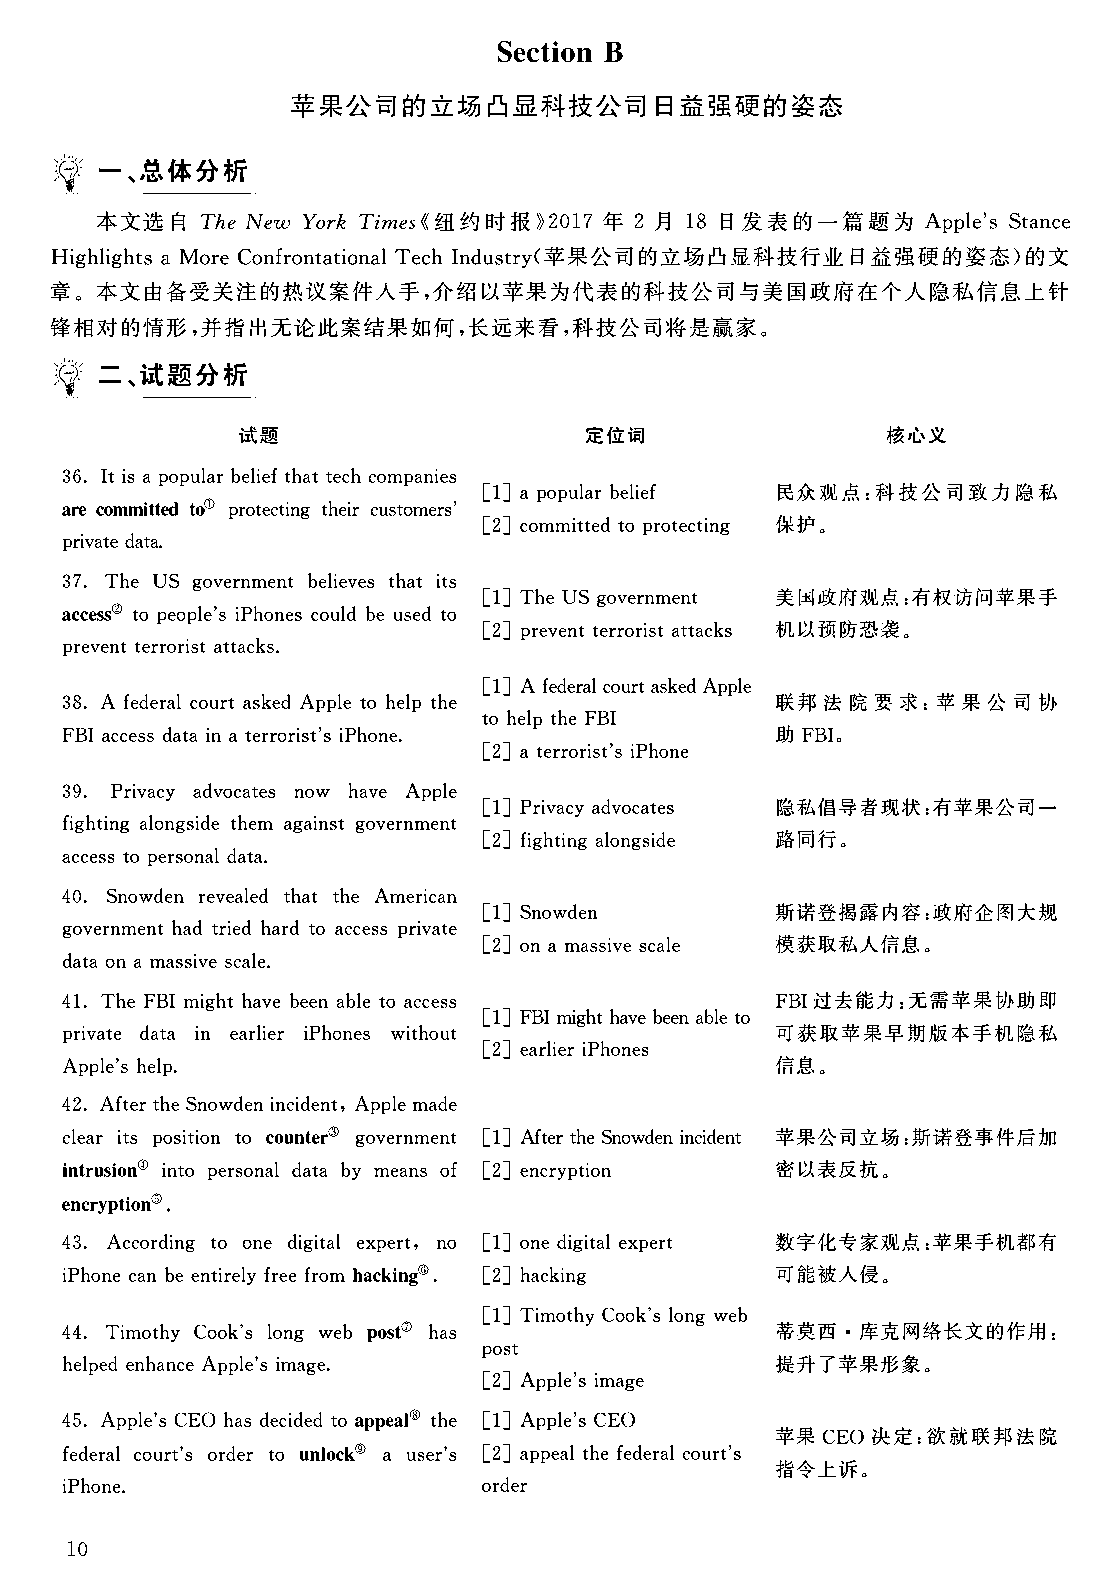 Section B
苹果公司的立场凸显科技公司日益强硬的姿态
一、总体分析
本文选自 The New York Times《纽约时报》2017 年 2 月 18 日发表的一篇题为 Apple's Stance
Highlights a More Confrontational Tech Industry(苹果公司的立场凸显科技行业日益强硬的姿态)的文
章。本文由备受关注的热议案件入手,介绍以苹果为代表的科技公司与美国政府在个人隐私信息上针
锋相对的情形,并指出无论此案结果如何,长远来看,科技公司将是赢家。
二、试题分析
试题 定位词 核心义
36. It is a popular belief that tech companies
are committed to① protecting their customers'
private data.
[1] a popular belief
[2] committed to protecting
民众观点:科技公司致力隐私
保护。
37. The US government believes that its
access② to people's iPhones could be used to
prevent terrorist attacks.
[1] The US government
[2] prevent terrorist attacks
美国政府观点:有权访问苹果手
机以预防恐袭。
38. A federal court asked Apple to help the
FBI access data in a terrorist's iPhone.
[1] A federal court asked Apple
to help the FBI
[2] a terrorist's iPhone
联邦法院要求:苹果公司协
助 FBI。
39. Privacy advocates now have Apple
fighting alongside them against government
access to personal data.
[1] Privacy advocates
[2] fighting alongside
隐私倡导者现状:有苹果公司一
路同行。
40. Snowden revealed that the American
government had tried hard to access private
data on a massive scale.
[1] Snowden
[2] on a massive scale
斯诺登揭露内容:政府企图大规
模获取私人信息。
41. The FBI might have been able to access
private data in earlier iPhones without
Apple's help.
[1] FBI might have been able to
[2] earlier iPhones
FBI 过去能力:无需苹果协助即
可获取苹果早期版本手机隐私
信息。
42. After the Snowden incident, Apple made
clear its position to counter③ government
intrusion④ into personal data by means of
encryption⑤.
[1] After the Snowden incident
[2] encryption
苹果公司立场:斯诺登事件后加
密以表反抗。
43. According to one digital expert, no
iPhone can be entirely free from hacking⑥.
[1] one digital expert
[2] hacking
数字化专家观点:苹果手机都有
可能被人侵。
44. Timothy Cook's long web post⑦ has
helped enhance Apple's image.
[1] Timothy Cook's long web
post
[2] Apple's image
蒂莫西·库克网络长文的作用:
提升了苹果形象。
45. Apple's CEO has decided to appeal⑧ the
federal court's order to unlock⑨ a user's
iPhone.
[1] Apple's CEO
[2] appeal the federal court's
order
苹果 CEO 决定:欲就联邦法院
指令上诉。
10